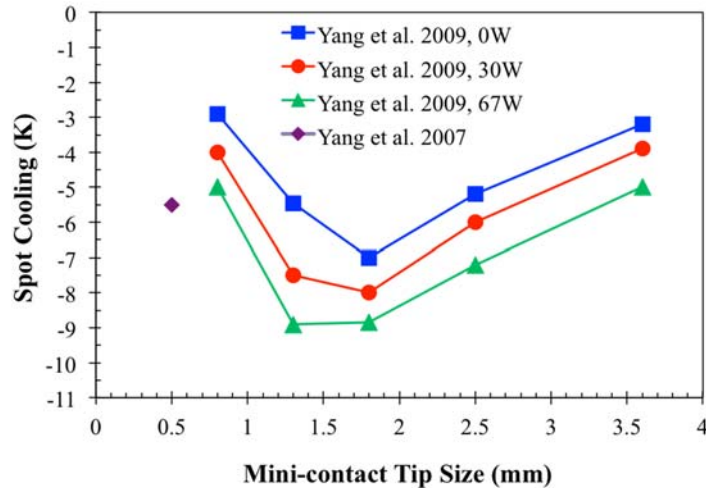 0
-1
-2
-3
-4
-5
-6
-7
-8
-9
-10
-11
Spot Cooling (K)
Yang et al. 2009, 0W
Yang et al. 2009, 30W
Yang et al. 2009, 67W
Yang et al. 2007
0 0.5 1 1.5 2 2.5 3 3.5 4
Mini-contact Tip Size (mm)